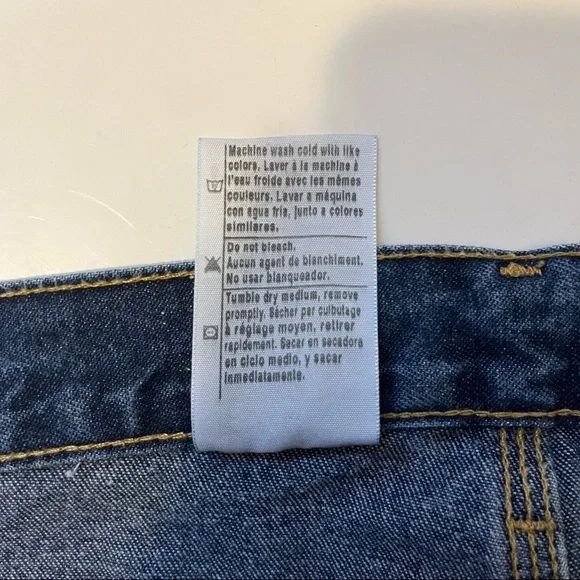 Machine wash cold with like
colors. Laver à la machine à
l'eau froide avec les mêmes
couleurs. Lavar a máquina
con agua fría, junto a colores
similares.
Do not bleach.
Aucun agent de blanchiment.
No usar blanqueador.
Tumble dry medium, remove
promptly. Sécher par culbutage
à réglage moyen, retirer
rapidement. Sacar en secadora
en ciclo medio, y sacar
inmediatamente.